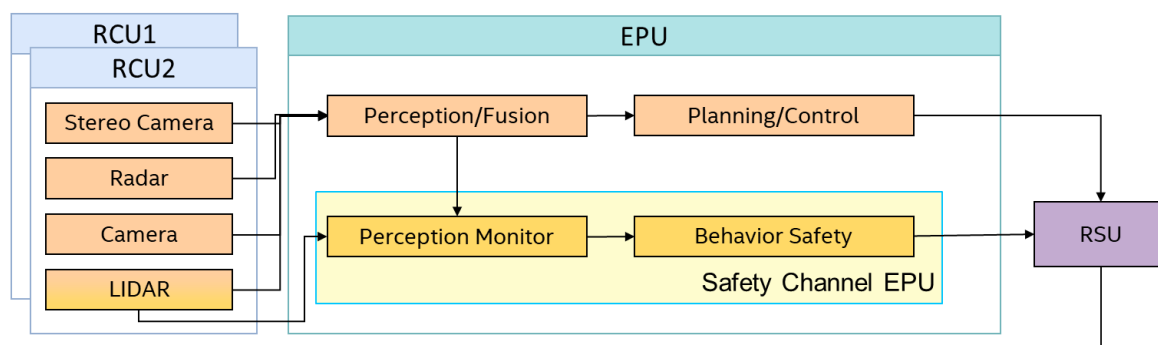 RCU1
RCU2
EPU
Stereo Camera
Radar
Camera
LIDAR
Perception/Fusion
Planning/Control
Perception Monitor
Behavior Safety
Safety Channel EPU
RSU